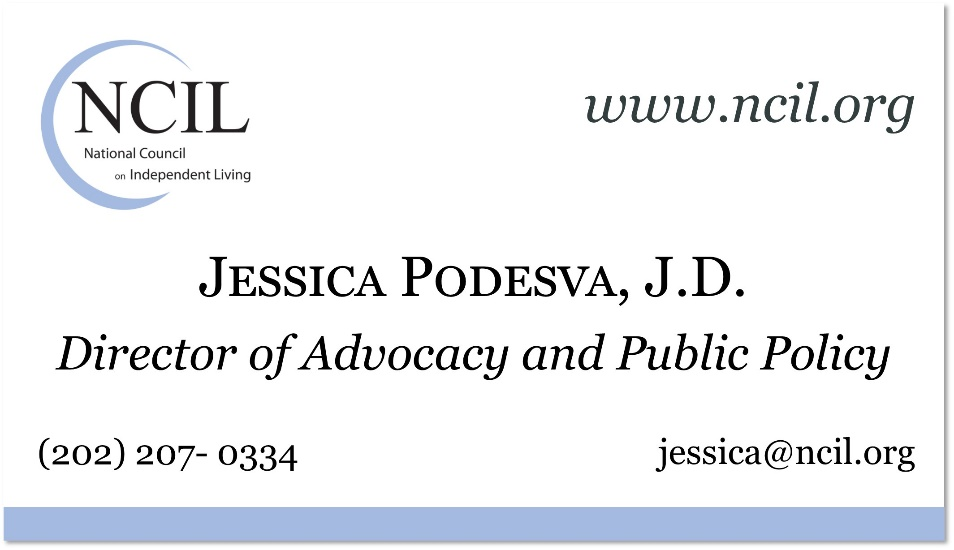 NCIL
National Council
on Independent Living
www.ncil.org
Jessica Podesva, J.D.
Director of Advocacy and Public Policy
(202) 207- 0334
jessica@ncil.org